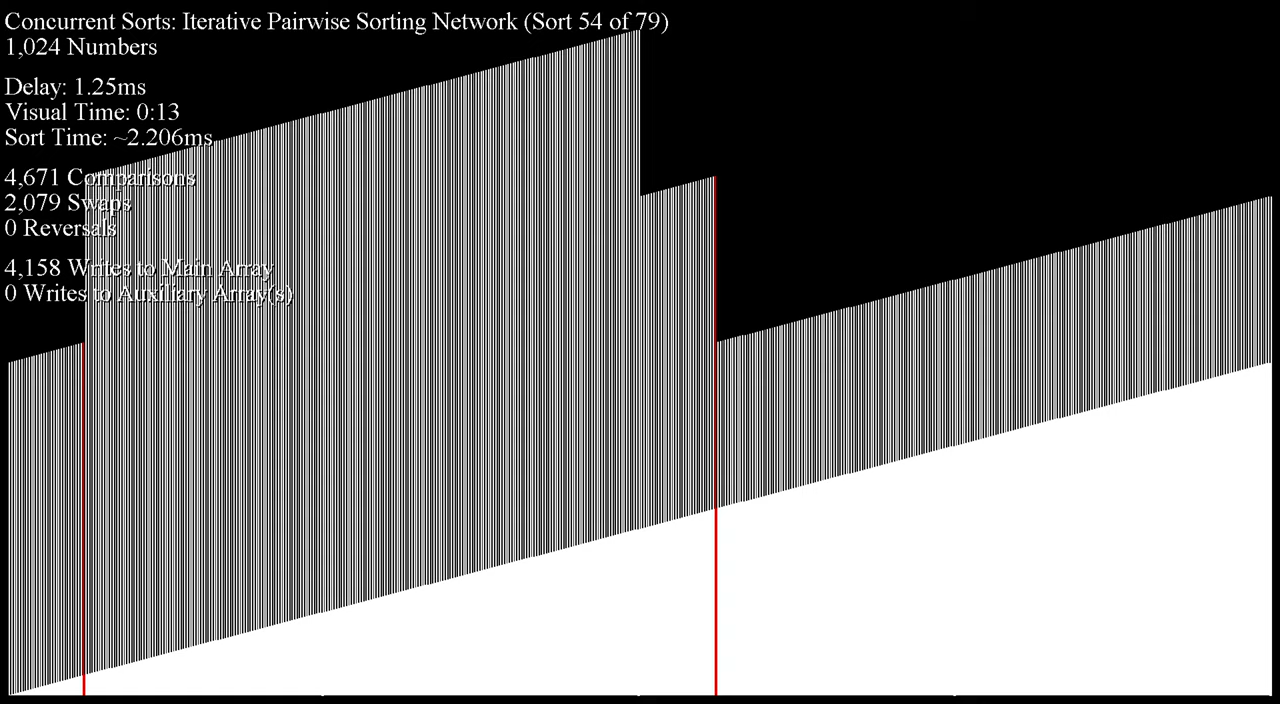 Concurrent Sorts: Iterative Pairwise Sorting Network (Sort 54 of 79)
1,024 Numbers
Delay: 1.25ms
Visual Time: 0:13
Sort Time: ~2.206ms
4,671 Comparisons
2,079 Swaps
0 Reversals
4,158 Writes to Main Array
0 Writes to Auxiliary Array(s)